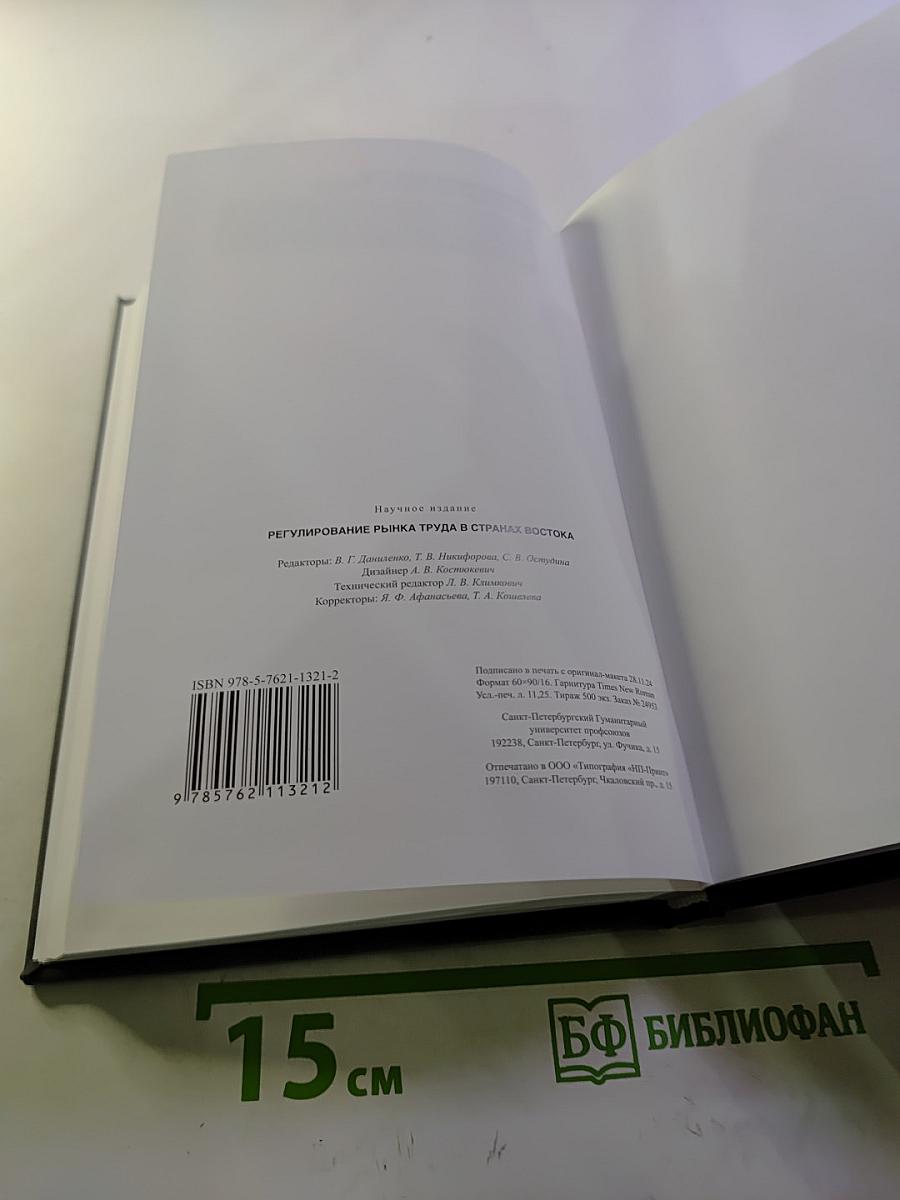 Научное издание
РЕГУЛИРОВАНИЕ РЫНКА ТРУДА В СТРАНАХ ВОСТОКА
Редакторы: В. Г. Даниленко, Т. В. Никифорова, С. В. Остудина
Дизайнер А. В. Костюкевич
Технический редактор Л. В. Климкович
Корректоры: Я. Ф. Афанасьева, Т. А. Кошелева
ISBN 978-5-7621-1321-2
9 785762 113212
Подписано в печать с оригинал-макета 28.11.24
Формат 60×90/16. Гарнитура Times New Roman
Усл.-печ. л. 11,25. Тираж 500 экз. Заказ № 24953
Санкт-Петербургский Гуманитарный
университет профсоюзов
192238, Санкт-Петербург, ул. Фучика, д. 15
Отпечатано в ООО «Типография «НП-Принт»
197110, Санкт-Петербург, Чкаловский пр., д. 15
15 см
БФ БИБЛИОФАН